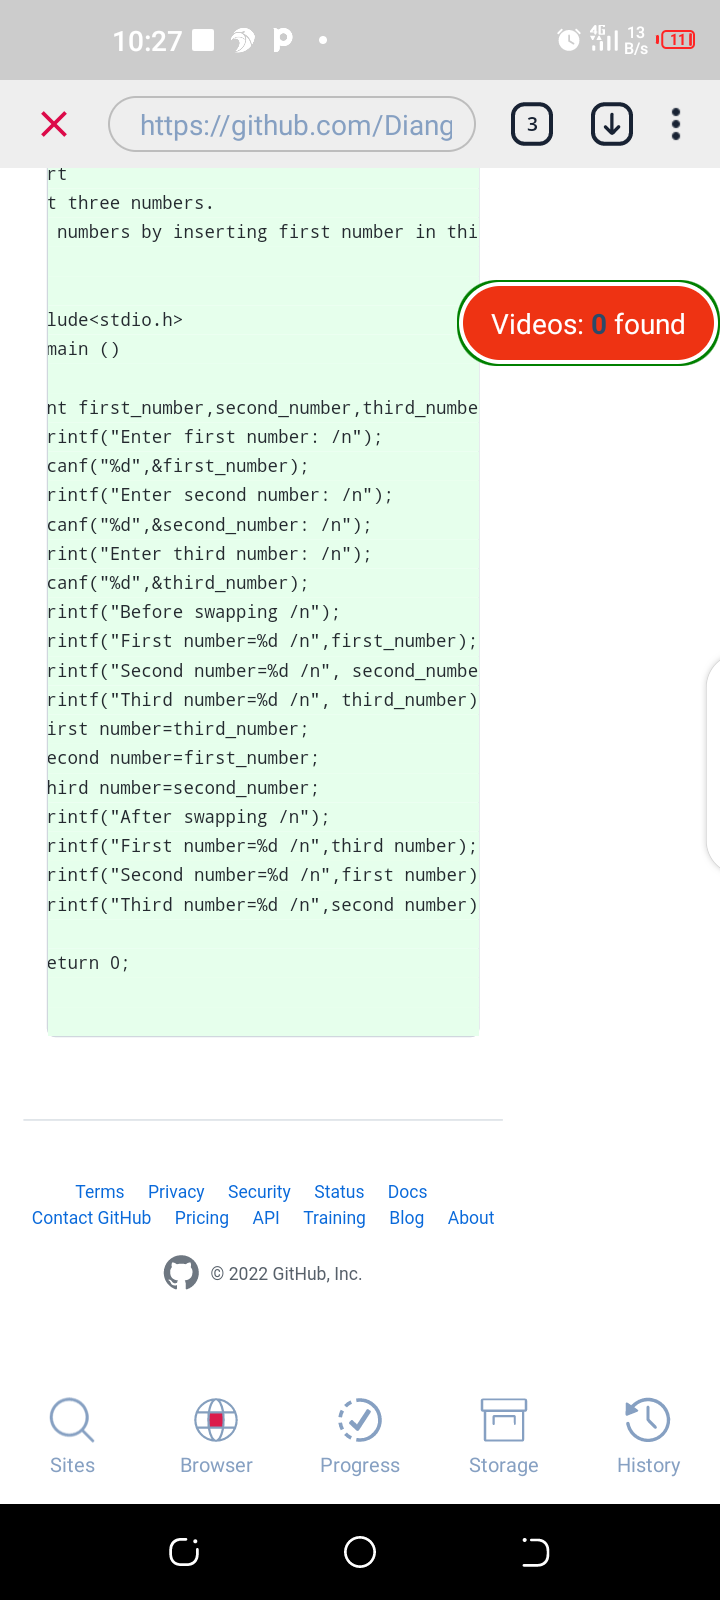 10:27
4G
13
B/s
11
https://github.com/Diang
3
rt
t three numbers.
numbers by inserting first number in thi
lude<stdio.h>
Videos: 0 found
main ()
nt first_number,second_number,third_numbe
rintf("Enter first number: /n");
canf("%d",&first_number);
rintf("Enter second number: /n");
canf("%d",&second_number: /n");
rint("Enter third number: /n");
canf("%d",&third_number);
rintf("Before swapping /n");
rintf("First number=%d /n",first_number);
rintf("Second number=%d /n", second_numbe
rintf("Third number=%d /n", third_number)
irst number=third_number;
econd number=first_number;
hird number=second_number;
rintf("After swapping /n");
rintf("First number=%d /n",third number);
rintf("Second number=%d /n",first number)
rintf("Third number=%d /n",second number)
eturn 0;
Terms Privacy Security Status Docs
Contact GitHub Pricing API Training Blog About
© 2022 GitHub, Inc.
Sites Browser Progress Storage History